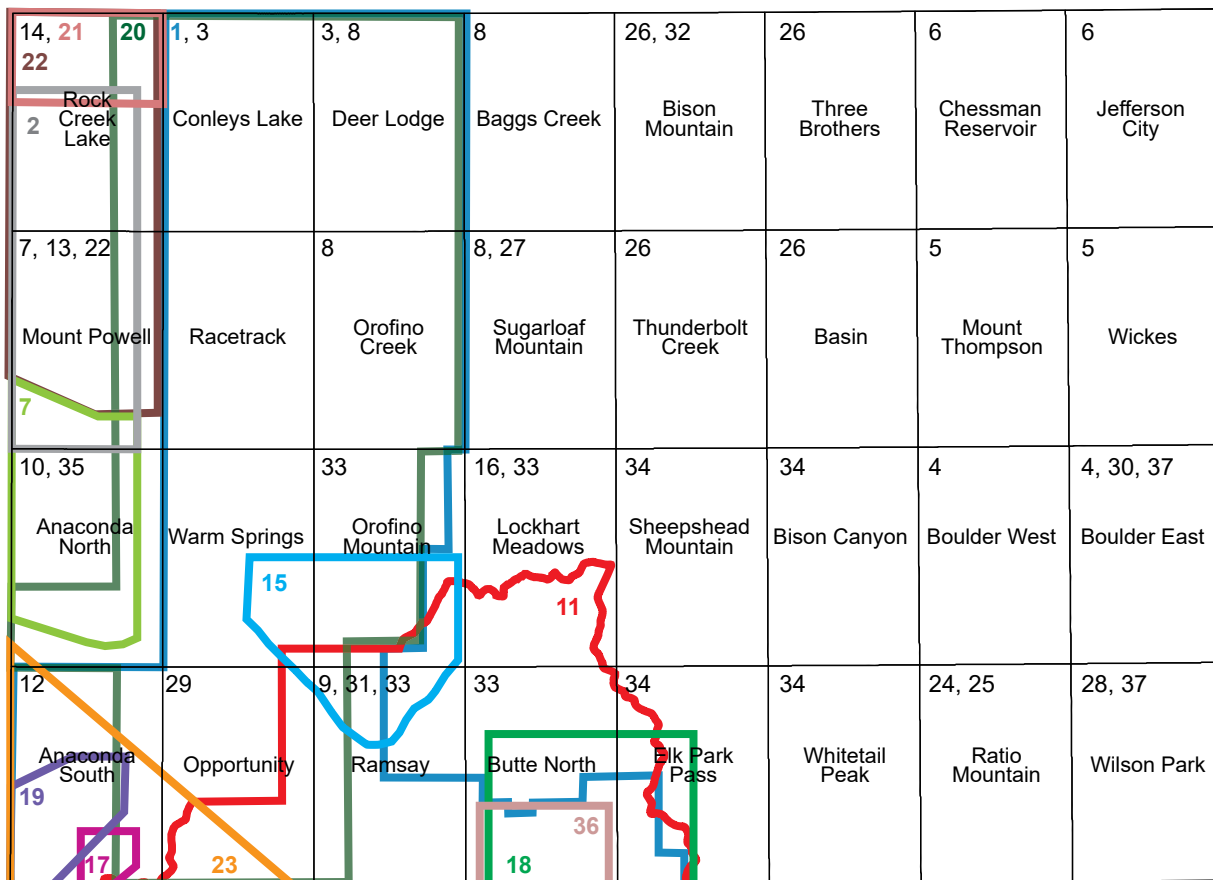 14, 21 20
22
Rock
Creek
Lake
2
1, 3
Conleys Lake
3, 8
Deer Lodge
8
Baggs Creek
26, 32
Bison
Mountain
26
Three
Brothers
6
Chessman
Reservoir
6
Jefferson
City
7, 13, 22
Mount Powell
7
Racetrack
8
Orofino
Creek
8, 27
Sugarloaf
Mountain
26
Thunderbolt
Creek
26
Basin
5
Mount
Thompson
5
Wickes
10, 35
Anaconda
North
Warm Springs
33
Orofino
Mountain
15
16, 33
Lockhart
Meadows
11
34
Sheepshead
Mountain
34
Bison Canyon
4
Boulder West
4, 30, 37
Boulder East
12
Anaconda
South
19
17
29
Opportunity
23
9, 31, 33
Ramsay
33
Butte North
36
18
34
Elk Park
Pass
34
Whitetail
Peak
24, 25
Ratio
Mountain
28, 37
Wilson Park